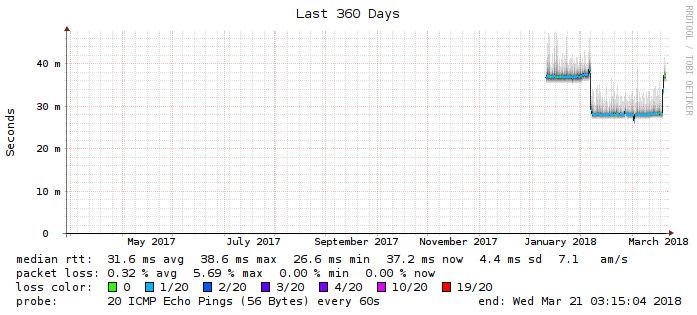 Last 360 Days
RRDTOOL / TOBI OETIKER
Seconds
40 m
30 m
20 m
10 m
0
May 2017 July 2017 September 2017 November 2017 January 2018 March 2018
median rtt: 31.6 ms avg 38.6 ms max 26.6 ms min 37.2 ms now 4.4 ms sd 7.1 am/s
packet loss: 0.32 % avg 5.69 % max 0.00 % min 0.00 % now
loss color: 0 1/20 2/20 3/20 4/20 10/20 19/20
probe: 20 ICMP Echo Pings (56 Bytes) every 60s end: Wed Mar 21 03:15:04 2018